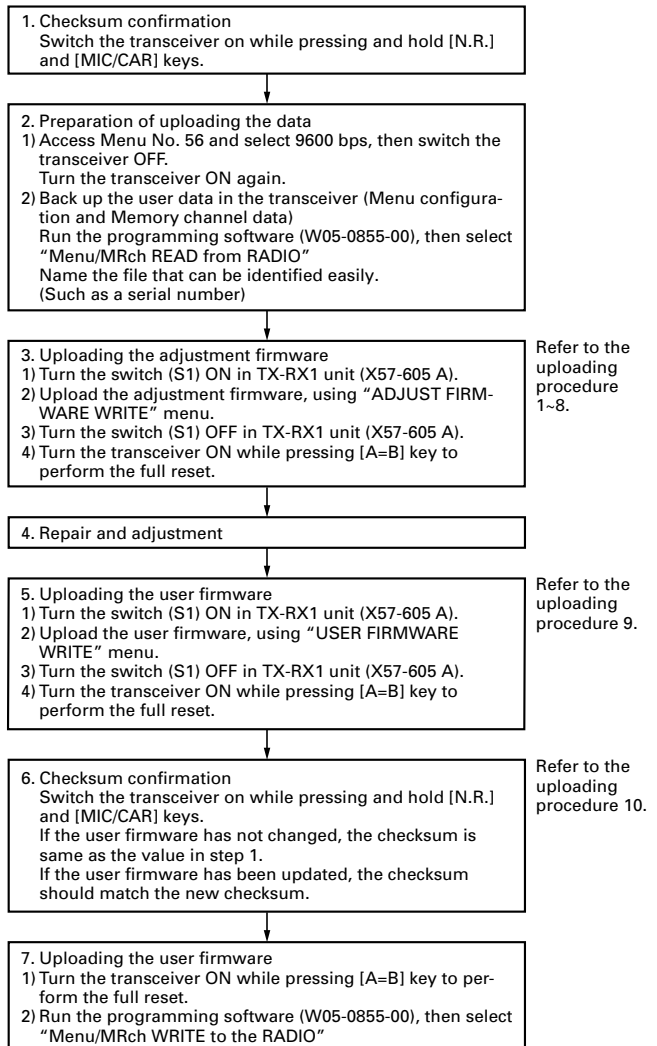 1. Checksum confirmation
Switch the transceiver on while pressing and hold [N.R.]
and [MIC/CAR] keys.
2. Preparation of uploading the data
1) Access Menu No. 56 and select 9600 bps, then switch the
transceiver OFF.
Turn the transceiver ON again.
2) Back up the user data in the transceiver (Menu configura-
tion and Memory channel data)
Run the programming software (W05-0855-00), then select
“Menu/MRch READ from RADIO”
Name the file that can be identified easily.
(Such as a serial number)
3. Uploading the adjustment firmware
1) Turn the switch (S1) ON in TX-RX1 unit (X57-605 A).
2) Upload the adjustment firmware, using “ADJUST FIRM-
WARE WRITE” menu.
3) Turn the switch (S1) OFF in TX-RX1 unit (X57-605 A).
4) Turn the transceiver ON while pressing [A=B] key to
perform the full reset.
Refer to the
uploading
procedure
1~8.
4. Repair and adjustment
5. Uploading the user firmware
1) Turn the switch (S1) ON in TX-RX1 unit (X57-605 A).
2) Upload the user firmware, using “USER FIRMWARE
WRITE” menu.
3) Turn the switch (S1) OFF in TX-RX1 unit (X57-605 A).
4) Turn the transceiver ON while pressing [A=B] key to
perform the full reset.
Refer to the
uploading
procedure 9.
6. Checksum confirmation
Switch the transceiver on while pressing and hold [N.R.]
and [MIC/CAR] keys.
If the user firmware has not changed, the checksum is
same as the value in step 1.
If the user firmware has been updated, the checksum
should match the new checksum.
Refer to the
uploading
procedure 10.
7. Uploading the user firmware
1) Turn the transceiver ON while pressing [A=B] key to per-
form the full reset.
2) Run the programming software (W05-0855-00), then select
“Menu/MRch WRITE to the RADIO”